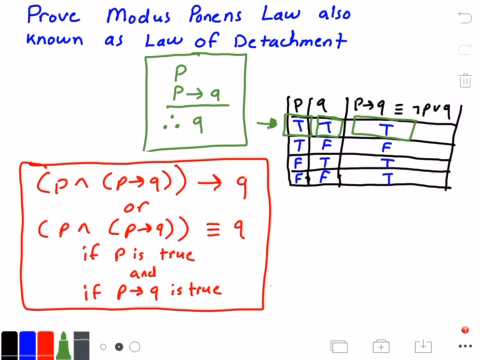 Prove Modus Ponens Law also
known as Law of Detachment
P
P→q
∴ q
P q P→q ≡ ¬p∨q
T T T
T F F
F T T
F F T
(p ∧ (p→q)) → q
or
(p ∧ (p→q)) ≡ q
if P is true
and
if P→q is true